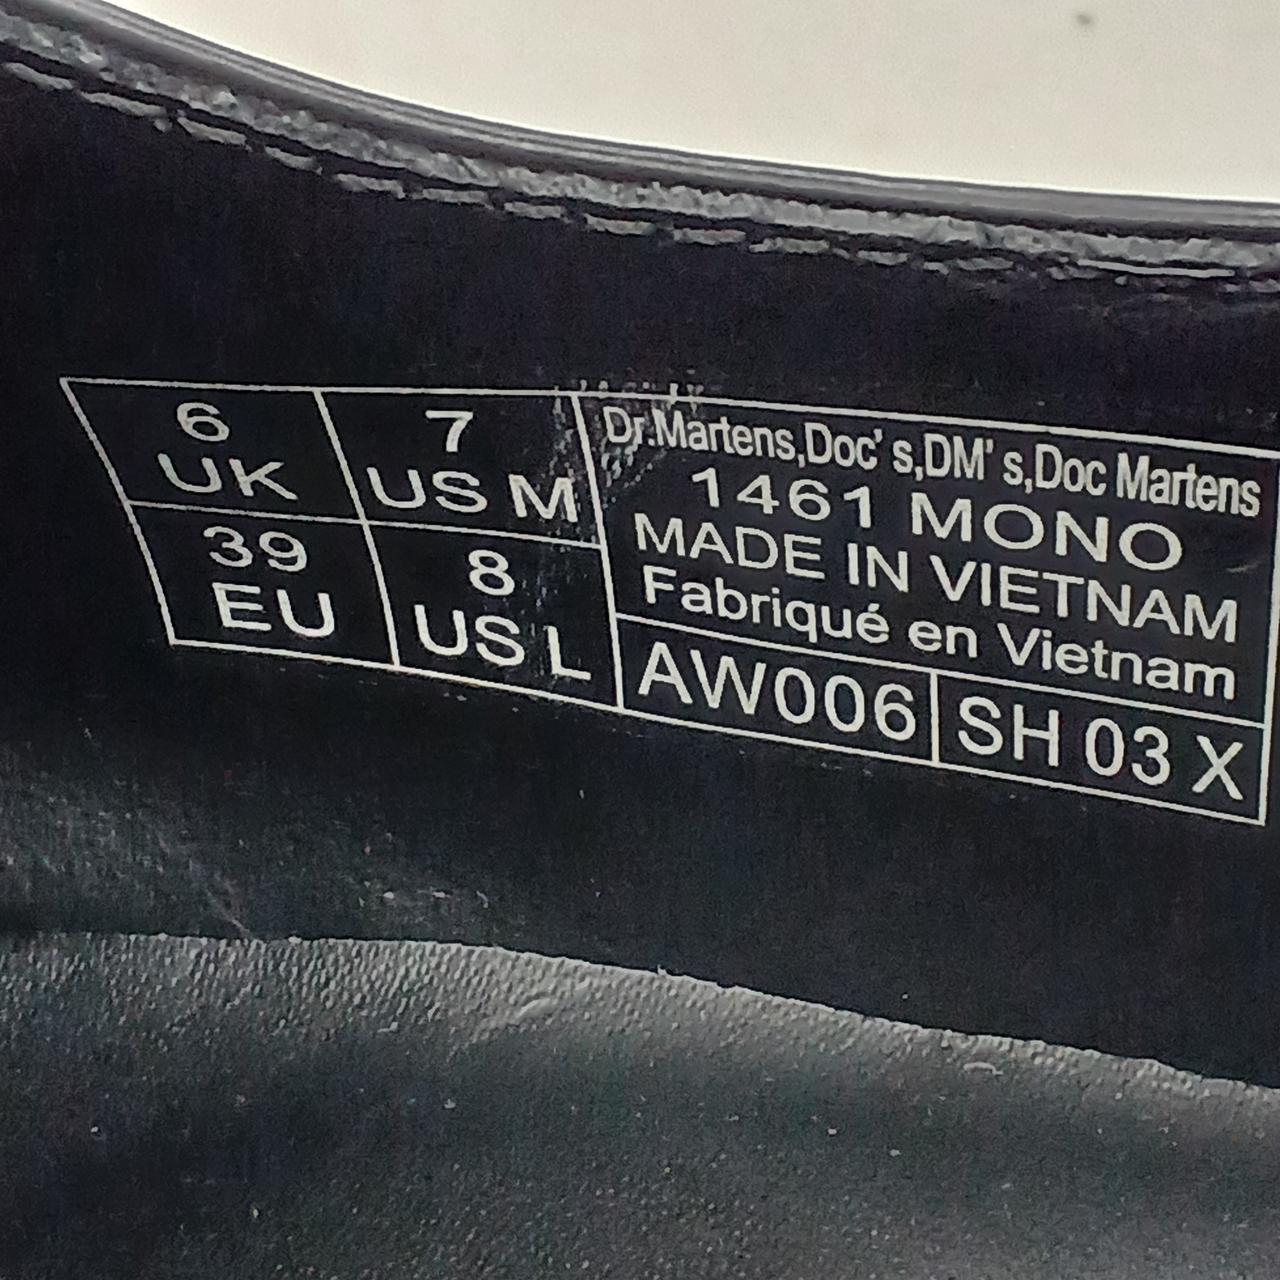 6
UK
7
US M
39
EU
8
US L
Dr.Martens,Doc's,DM's,Doc Martens
1461 MONO
MADE IN VIETNAM
Fabriqué en Vietnam
AW006
SH 03 X